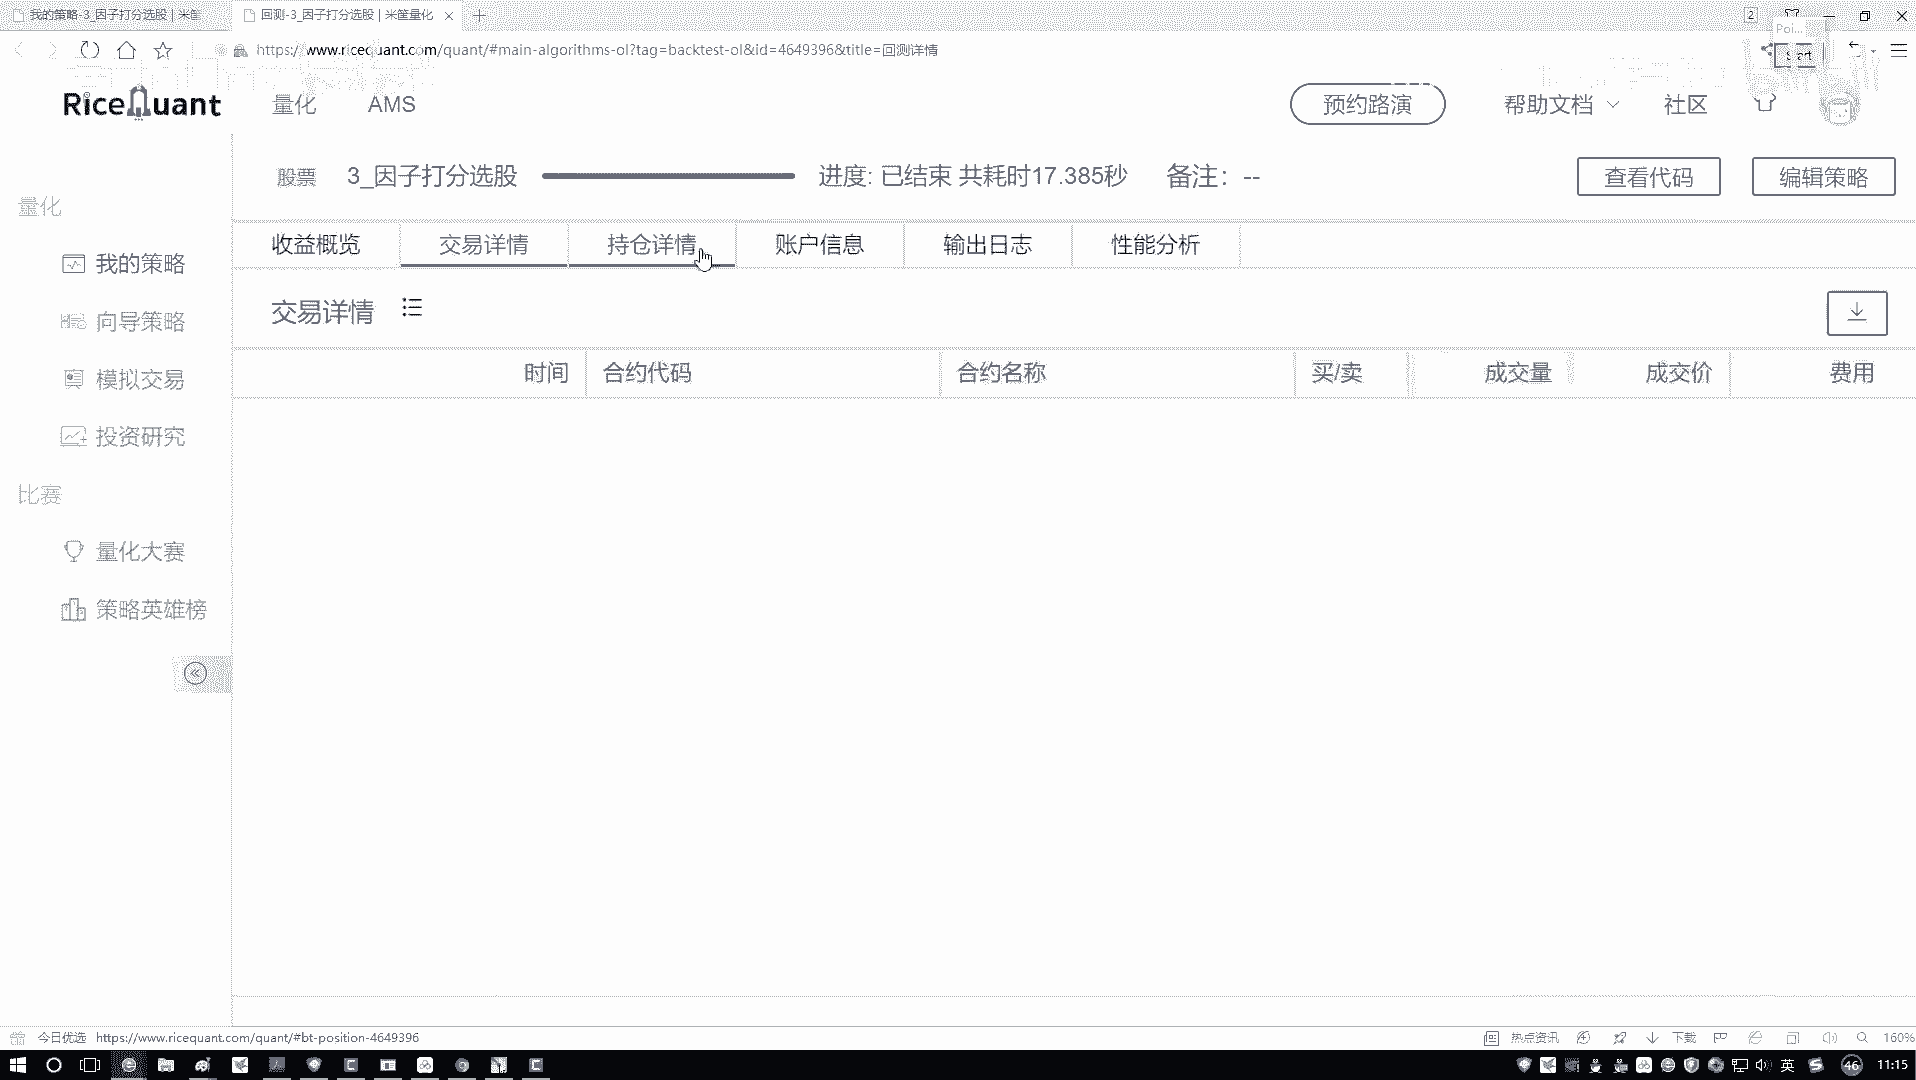 我的策略-3_因子打分选股 | 米筐
回测-3_因子打分选股 | 米筐量化
2
https://www.ricequant.com/quant/#main-algorithms-ol?tag=backtest-ol&id=4649396&title=回测详情
Poi...
RiceQuant
量化
AMS
预约路演
帮助文档
社区
股票
3_因子打分选股
进度: 已结束 共耗时17.385秒
备注: --
查看代码
编辑策略
量化
我的策略
向导策略
模拟交易
投资研究
比赛
量化大赛
策略英雄榜
收益概览
交易详情
持仓详情
账户信息
输出日志
性能分析
交易详情
时间
合约代码
合约名称
买/卖
成交量
成交价
费用
今日优选
https://www.ricequant.com/quant/#bt-position-4649396
热点资讯
下载
160%
英
46
11:15